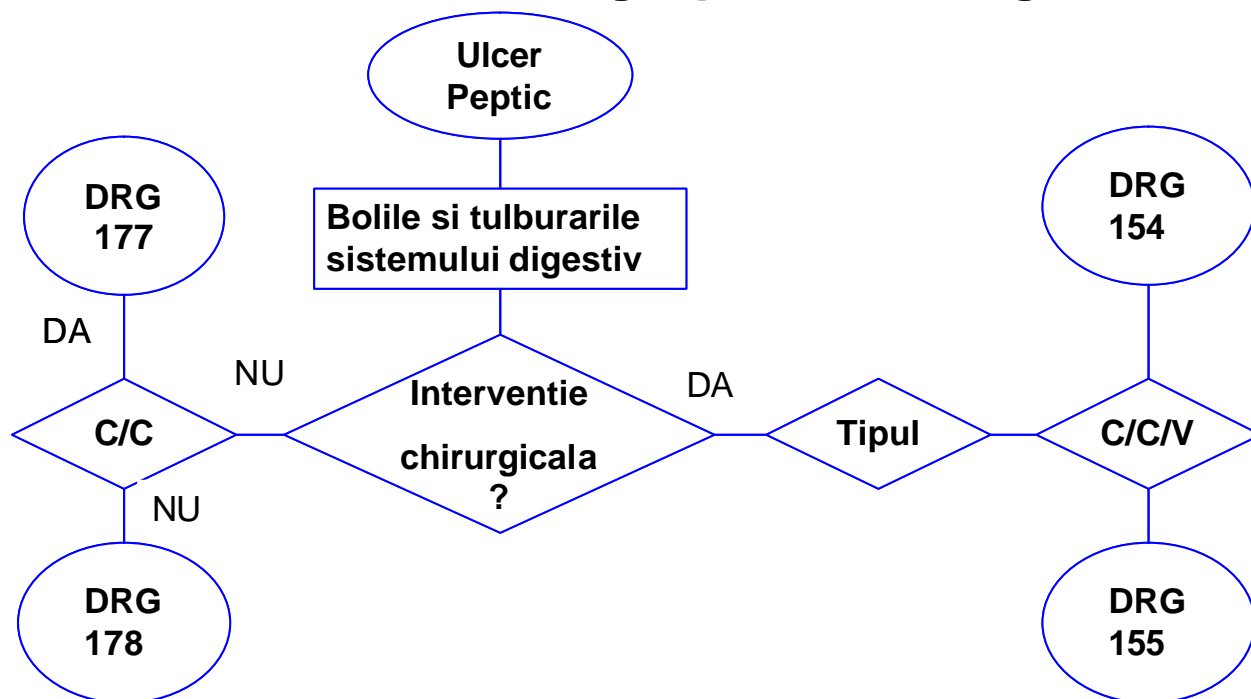 Ulcer
Peptic
DRG
177
Bolile si tulburarile
sistemului digestiv
DRG
154
DA
NU
Interventie
chirurgicala
?
DA
C/C
Tipul
C/C/V
NU
DRG
178
DRG
155